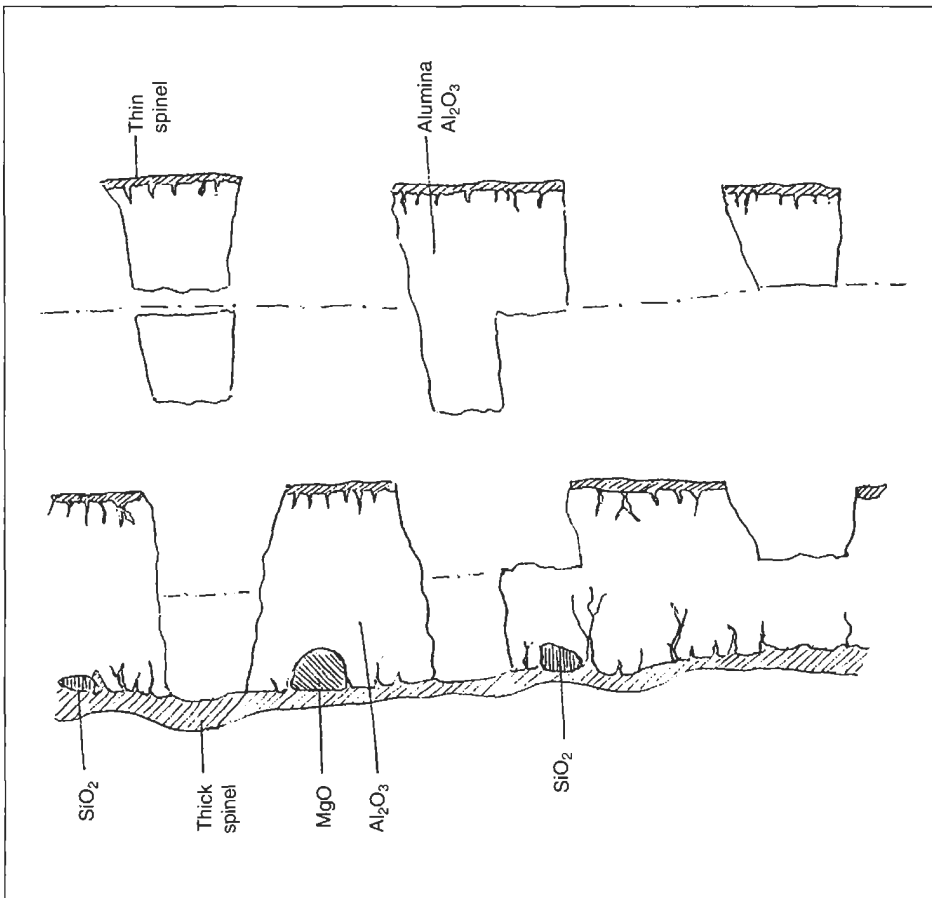 Thin
spinel
Alumina
Al₂O₃
SiO₂
Thick
spinel
MgO
Al₂O₃
SiO₂